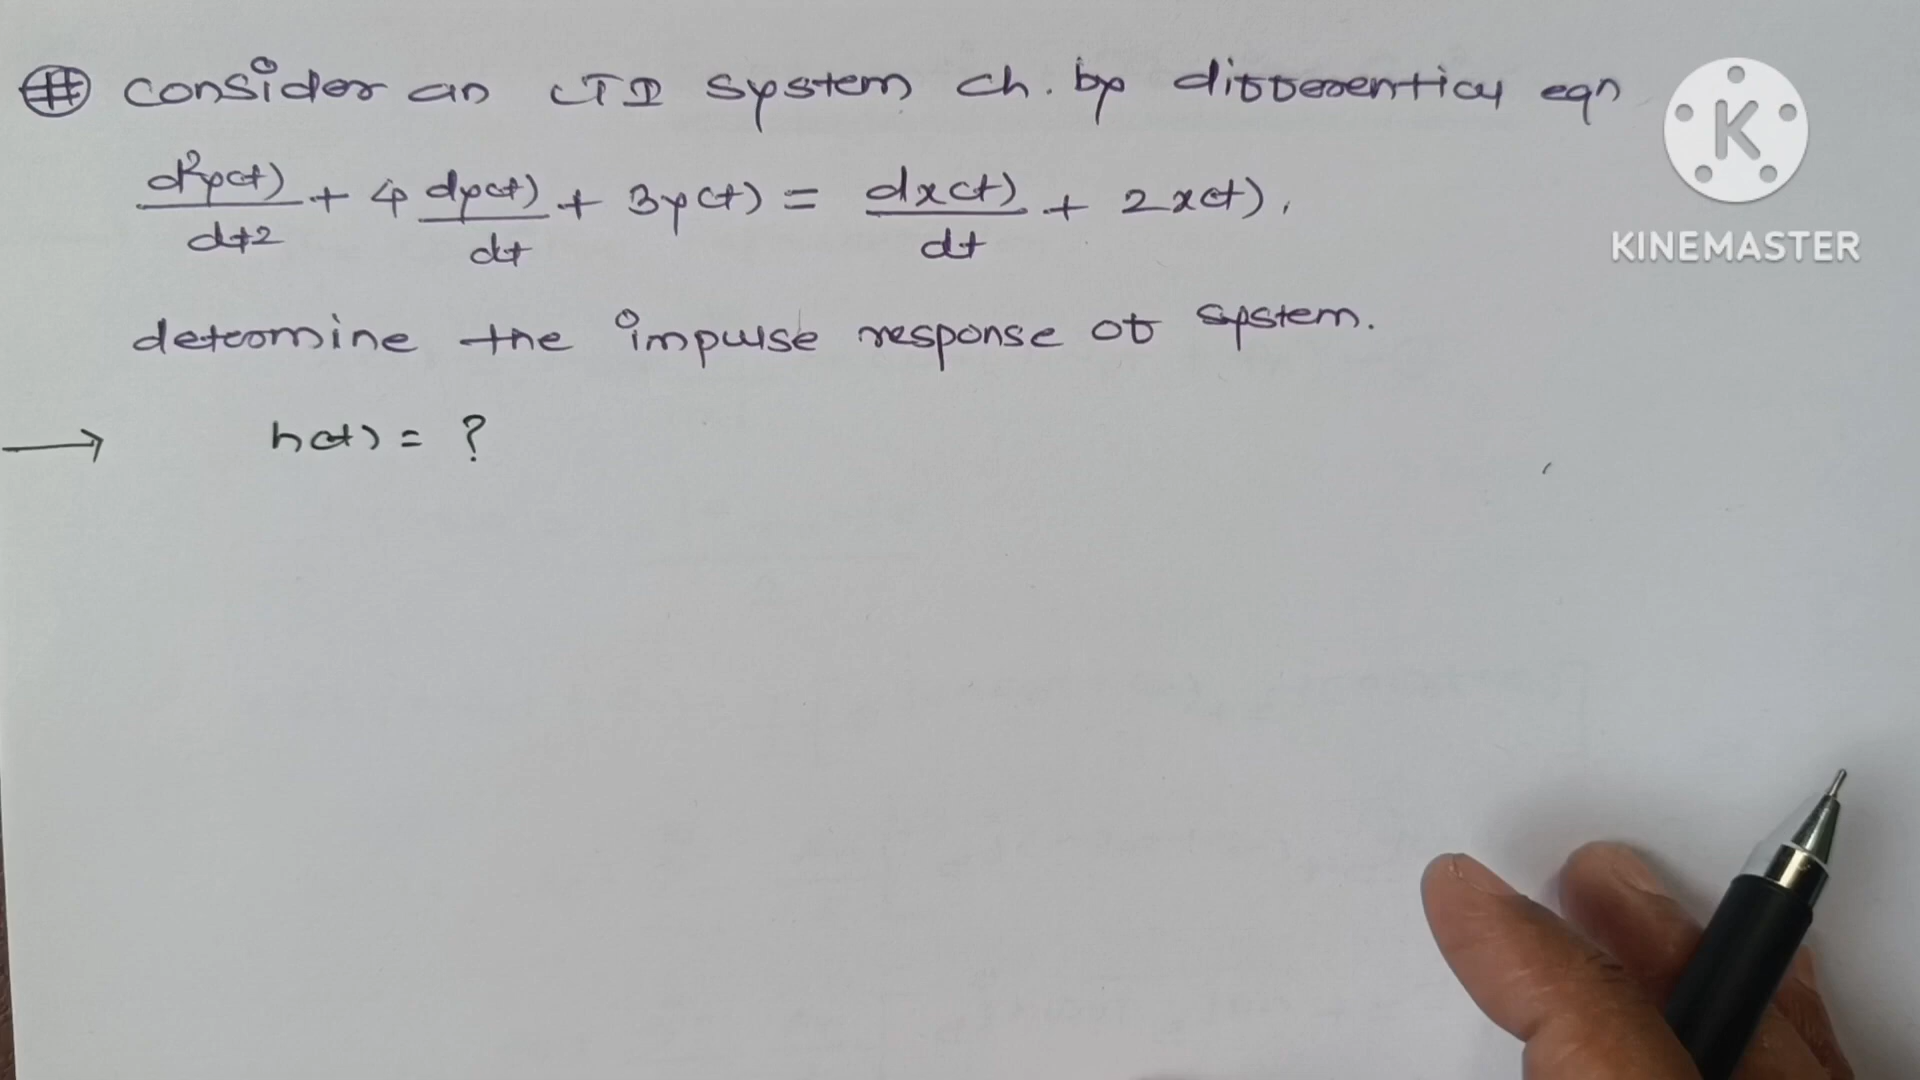 # Consider an LTI system ch. by differential eqn
d²y(t)/dt2 + 4 dy(t)/dt + 3y(t) = dx(t)/dt + 2x(t).
determine the impulse response of system.
→ h(t) = ?
K
KINEMASTER